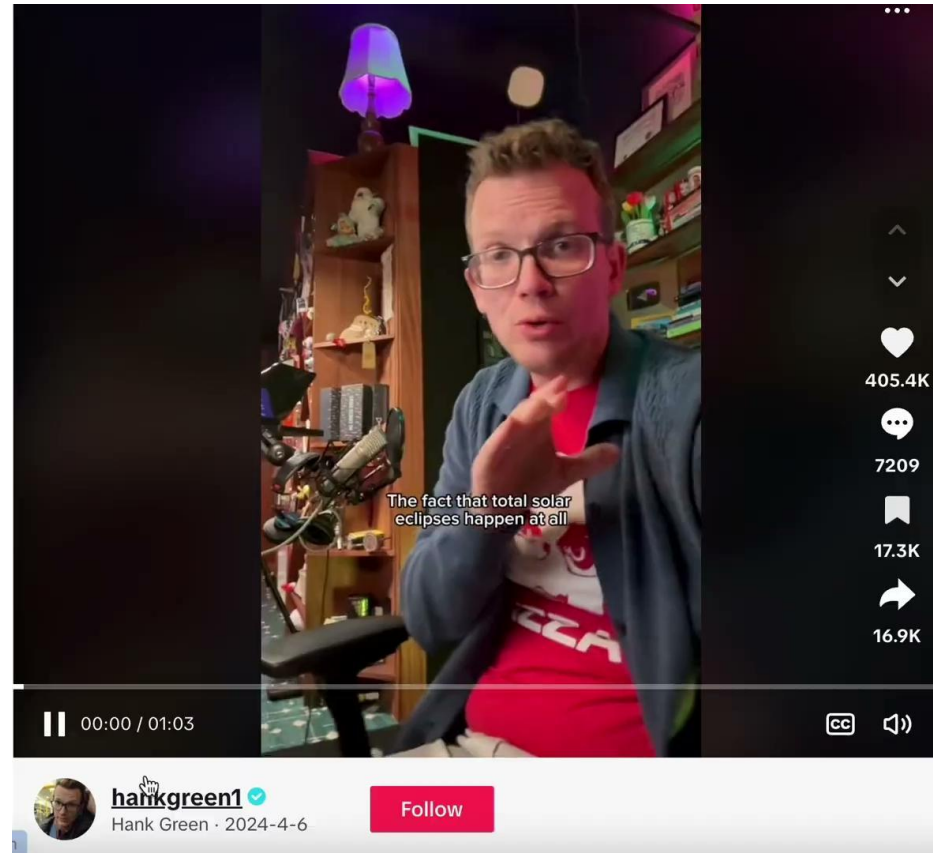 405.4K
7209
17.3K
16.9K
The fact that total solar
eclipses happen at all
ZZA
00:00 / 01:03
CC
hankgreen1
Hank Green · 2024-4-6
Follow